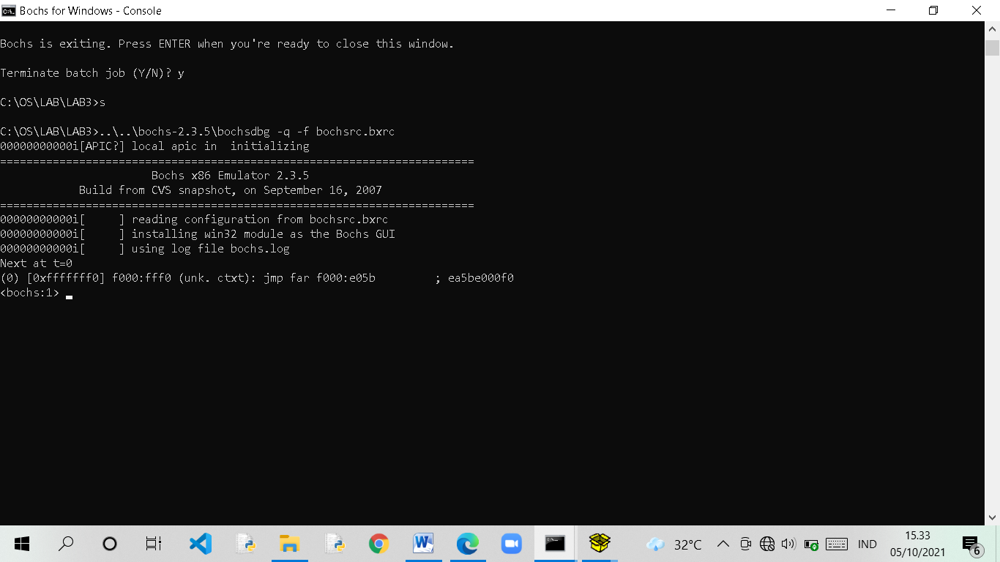 Bochs for Windows - Console
Bochs is exiting. Press ENTER when you're ready to close this window.
Terminate batch job (Y/N)? y
C:\OS\LAB\LAB3>s
C:\OS\LAB\LAB3>..\..\bochs-2.3.5\bochsdbg -q -f bochsrc.bxrc
00000000000i[APIC?] local apic in  initializing
========================================================================
Bochs x86 Emulator 2.3.5
Build from CVS snapshot, on September 16, 2007
========================================================================
00000000000i[     ] reading configuration from bochsrc.bxrc
00000000000i[     ] installing win32 module as the Bochs GUI
00000000000i[     ] using log file bochs.log
Next at t=0
(0) [0xfffffff0] f000:fff0 (unk. ctxt): jmp far f000:e05b         ; ea5be000f0
<bochs:1>
32°C IND 15.33
05/10/2021 6